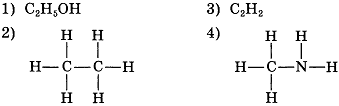 1) C₂H₅OH 3) C₂H₂
2) 4)
H H H
H H
H—C—C—H H—C—N—H
H H H